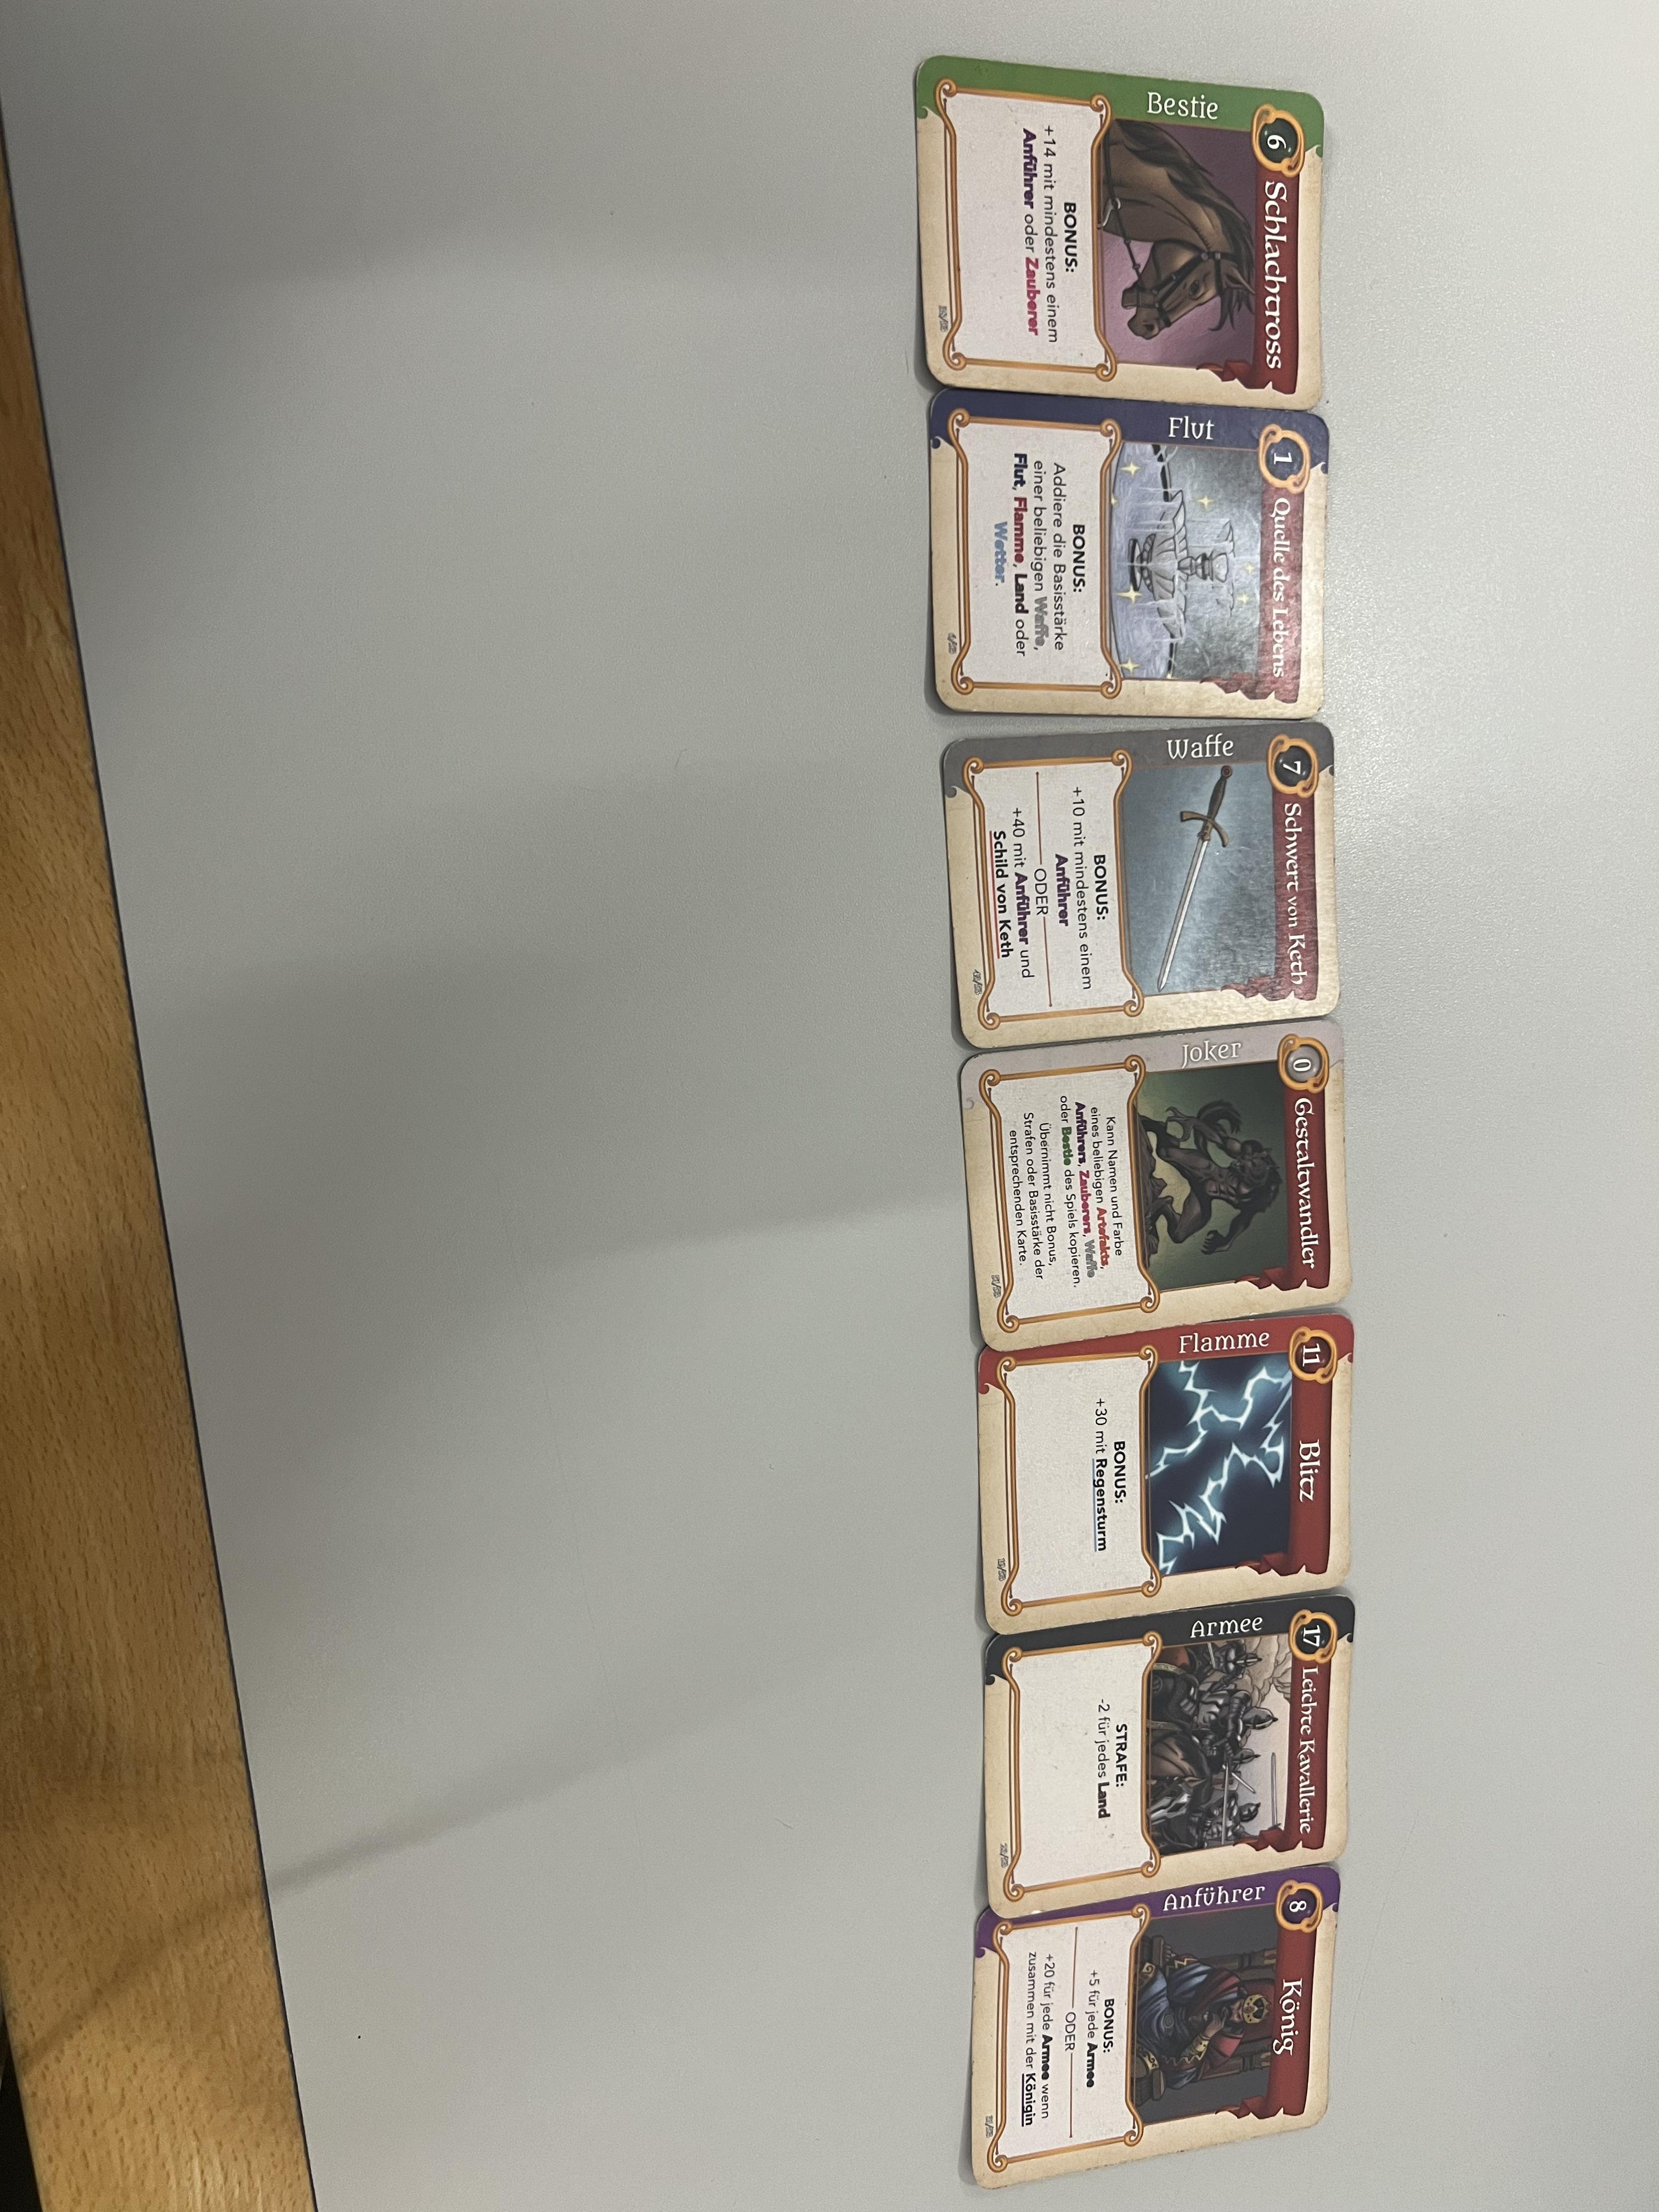 6 Schlachtross
Bestie
BONUS:
+14 mit mindestens einem
Anführer oder Zauberer
1 Quelle des Lebens
Flut
BONUS:
Addiere die Basisstärke
einer beliebigen Waffe,
Flut, Flamme, Land oder
Wetter.
7 Schwert von Keth
Waffe
BONUS:
+10 mit mindestens einem
Anführer
ODER
+40 mit Anführer und
Schild von Keth
0 Gestaltwandler
Joker
Kann Namen und Farbe
eines beliebigen Artefakts,
Anführers, Zauberers, Waffe
oder Bestie des Spiels kopieren.
Übernimmt nicht Bonus,
Strafen oder Basisstärke der
entsprechenden Karte.
11 Blitz
Flamme
BONUS:
+30 mit Regensturm
17 Leichte Kavallerie
Armee
STRAFE:
-2 für jedes Land
8 König
Anführer
BONUS:
+5 für jede Armee
ODER
+20 für jede Armee wenn
zusammen mit der Königin